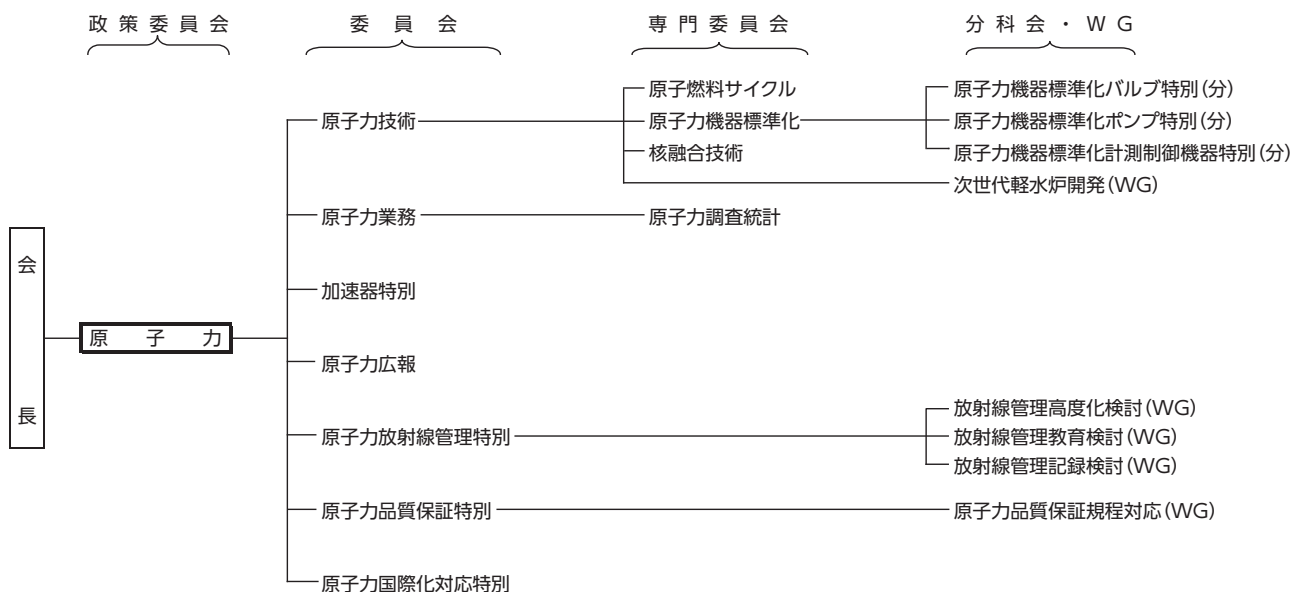 政策委員会 委員会 専門委員会 分科会・WG
原子燃料サイクル 原子力機器標準化バルブ特別(分)
原子力技術 原子力機器標準化 原子力機器標準化ポンプ特別(分)
核融合技術 原子力機器標準化計測制御機器特別(分)
次世代軽水炉開発(WG)
原子力業務 原子力調査統計
加速器特別
会長 原子力
原子力広報
放射線管理高度化検討(WG)
原子力放射線管理特別 放射線管理教育検討(WG)
放射線管理記録検討(WG)
原子力品質保証特別 原子力品質保証規程対応(WG)
原子力国際化対応特別